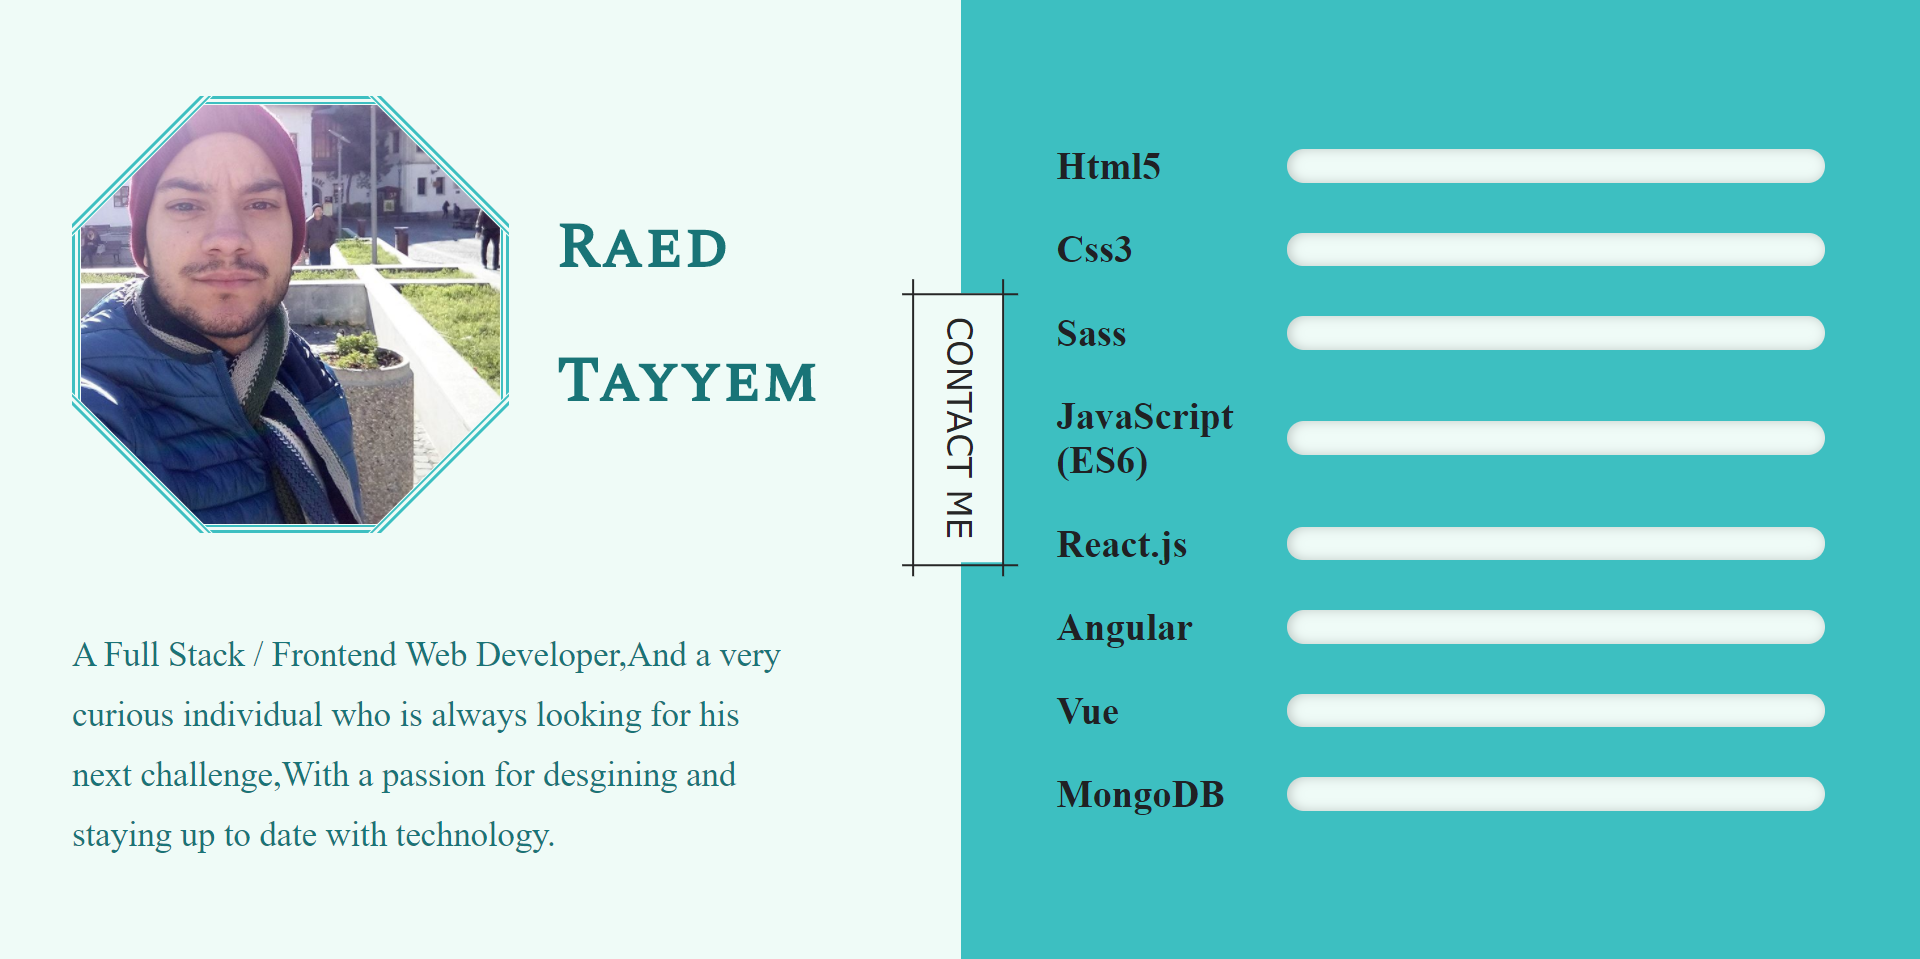 Raed
Tayyem
A Full Stack / Frontend Web Developer,And a very
curious individual who is always looking for his
next challenge,With a passion for desgining and
staying up to date with technology.
CONTACT ME
Html5
Css3
Sass
JavaScript
(ES6)
React.js
Angular
Vue
MongoDB